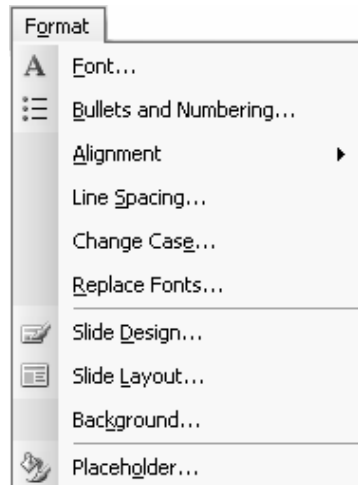 Format
Font...
Bullets and Numbering...
Alignment
Line Spacing...
Change Case...
Replace Fonts...
Slide Design...
Slide Layout...
Background...
Placeholder...